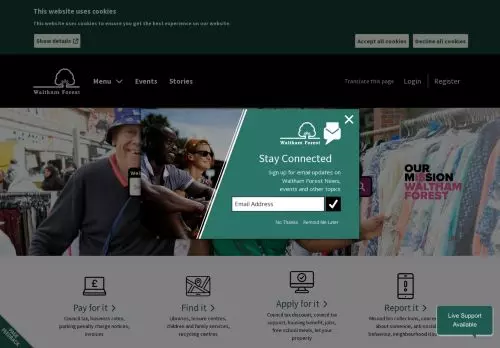 This website uses cookies
This website uses cookies to ensure you get the best experience on our website.
Show details
Accept all cookies
Decline all cookies
Waltham Forest
Menu
Events
Stories
Translate this page
Login
Register
Waltham Forest
Stay Connected
Sign up for email updates on
Waltham Forest News,
events and other topics
Email Address
No Thanks
Remind Me Later
OUR
MISSION
WALTHAM
FOREST
Pay for it
Council tax, business rates,
parking penalty charge notices,
invoices
Find it
Libraries, leisure centres,
children and family services,
recycling centres
Apply for it
Council tax discount, council tax
support, housing benefit, jobs,
free school meals, let your
property
Report it
Missed bin collections,
about someone, anti-social
behaviour,
Live Support
Available
PAGE
FEEDBACK